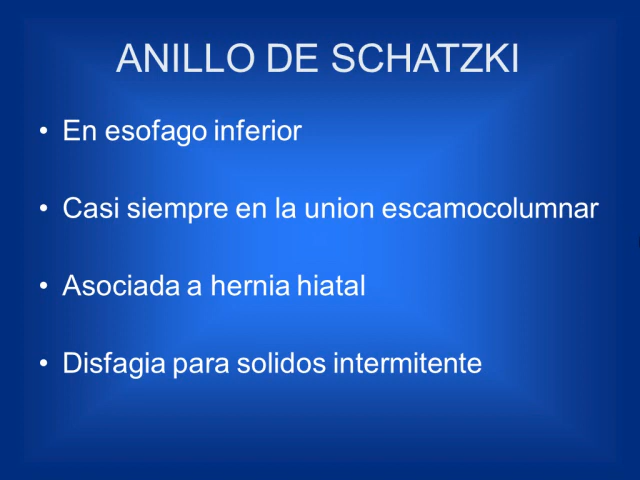 ANILLO DE SCHATZKI
• En esofago inferior
• Casi siempre en la union escamocolumnar
• Asociada a hernia hiatal
• Disfagia para solidos intermitente